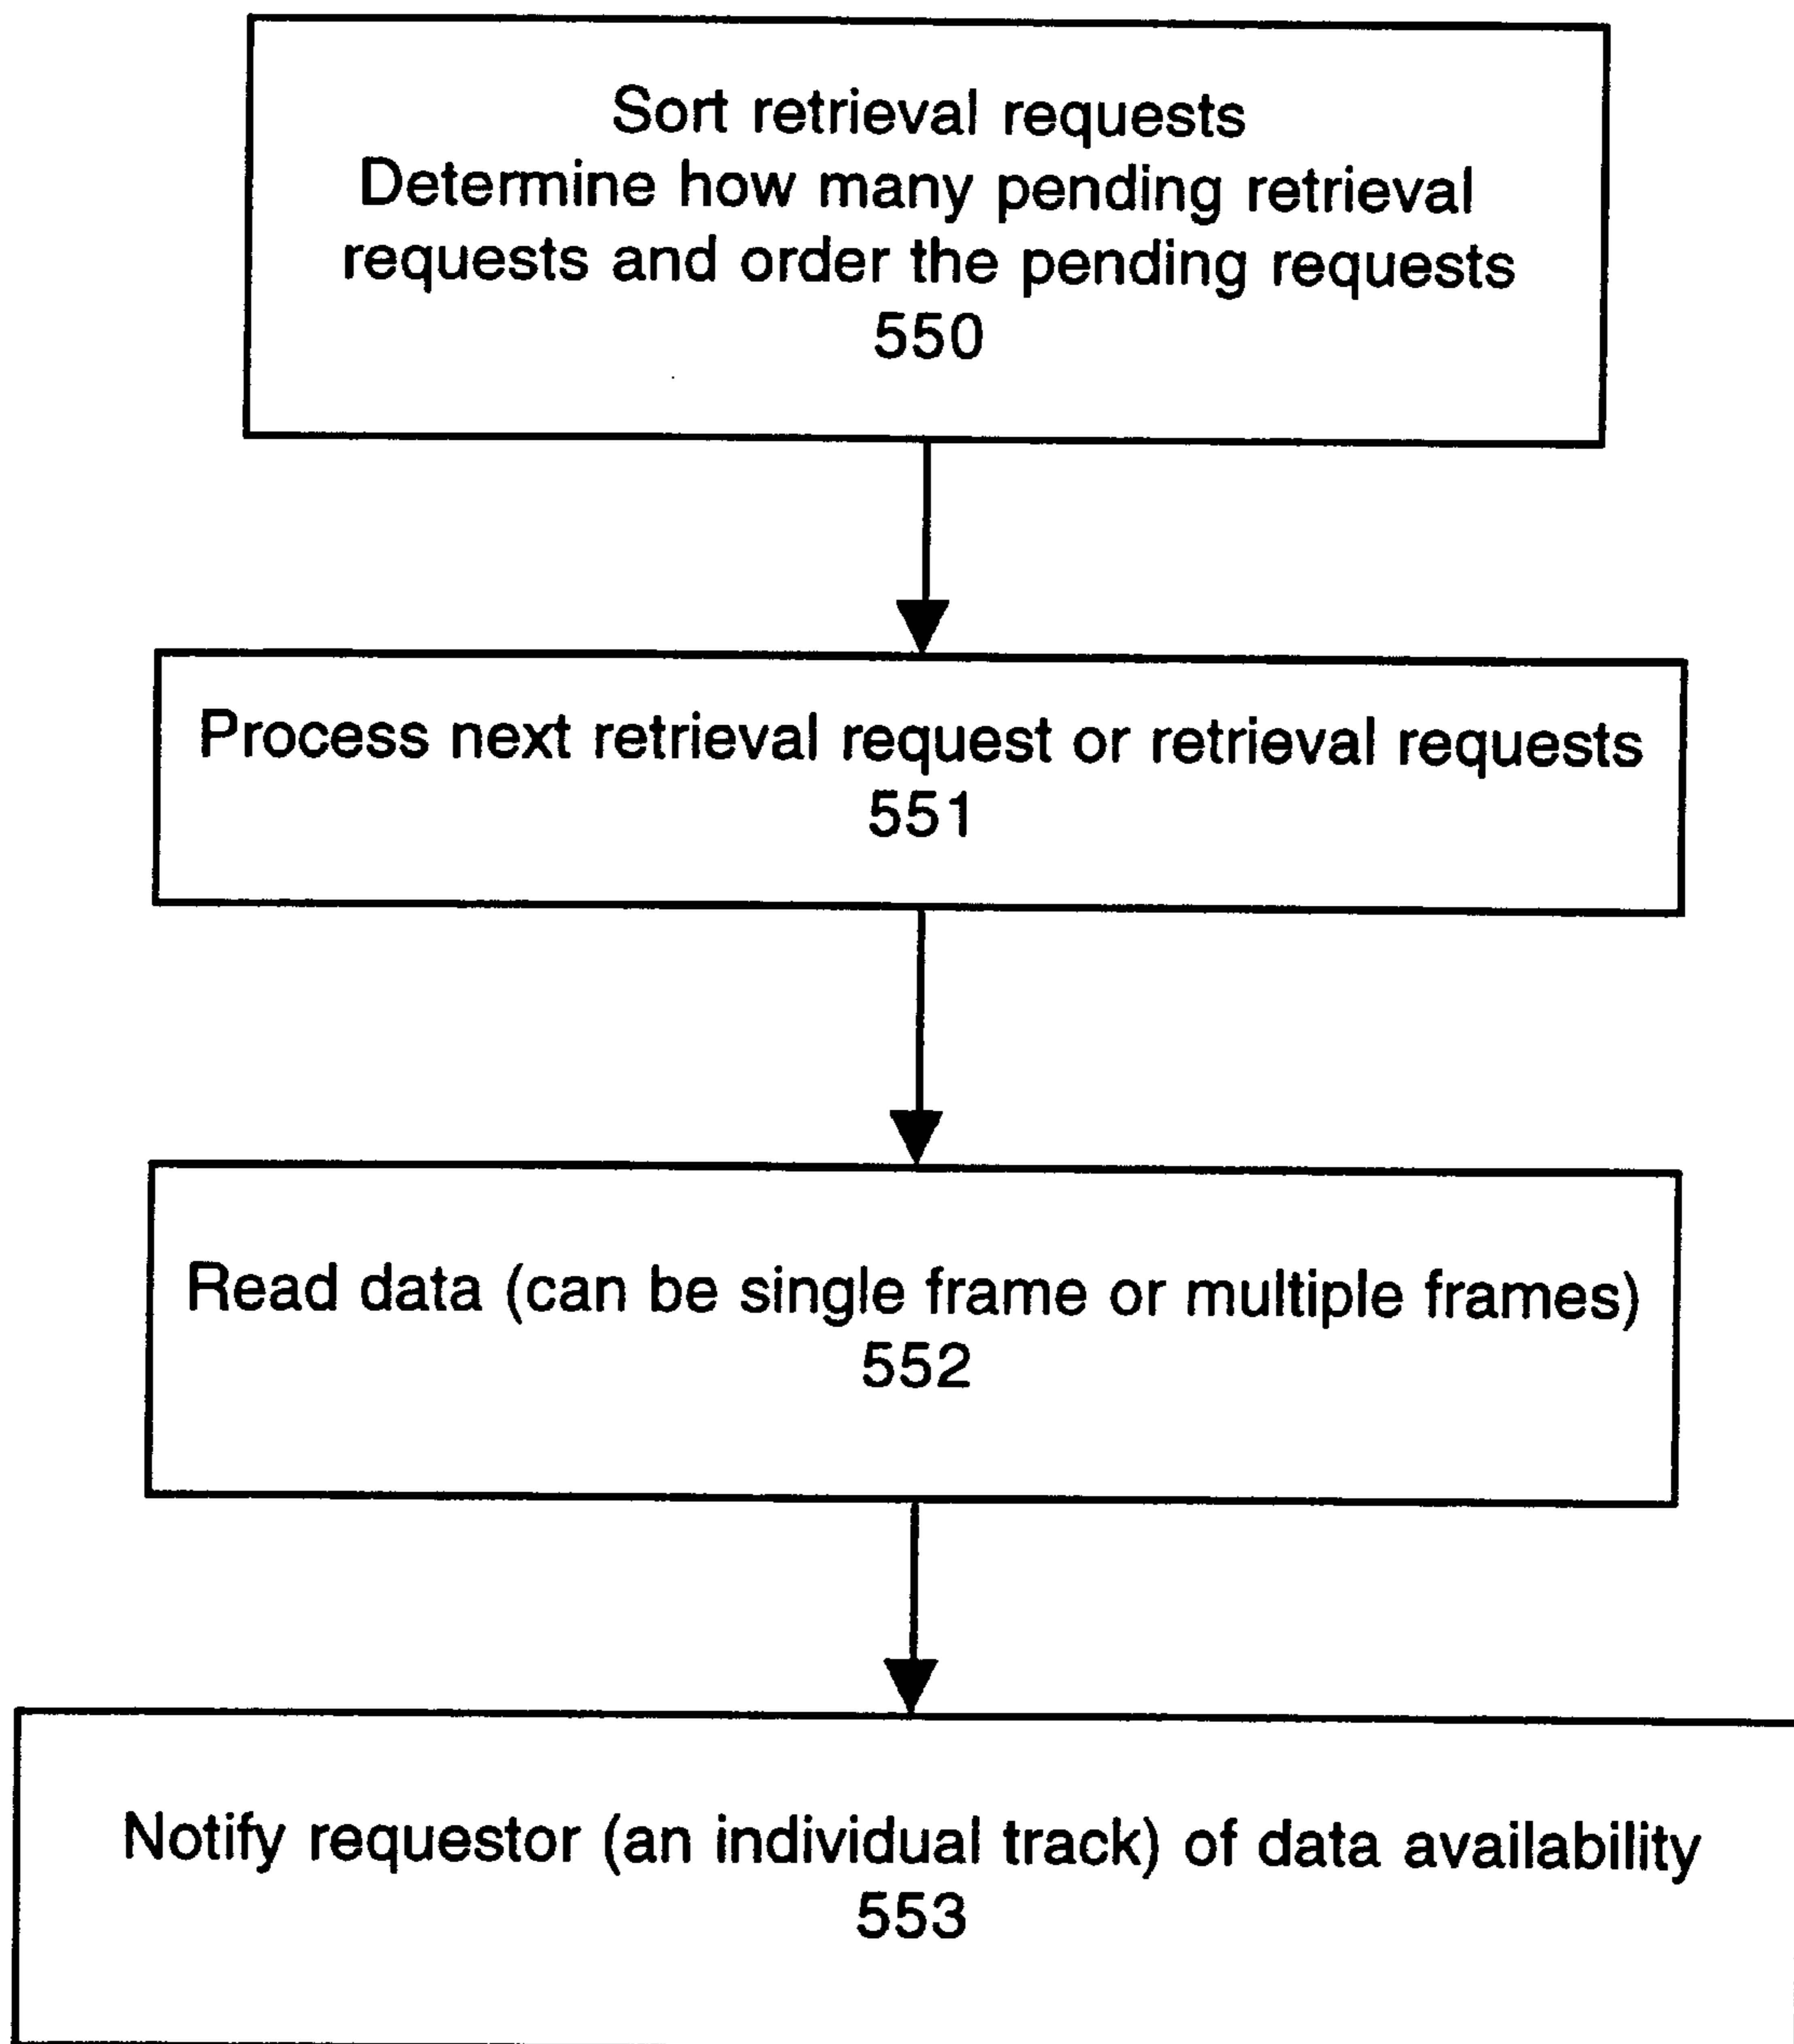 Sort retrieval requests
Determine how many pending retrieval
requests and order the pending requests
550
Process next retrieval request or retrieval requests
551
Read data (can be single frame or multiple frames)
552
Notify requestor (an individual track) of data availability
553